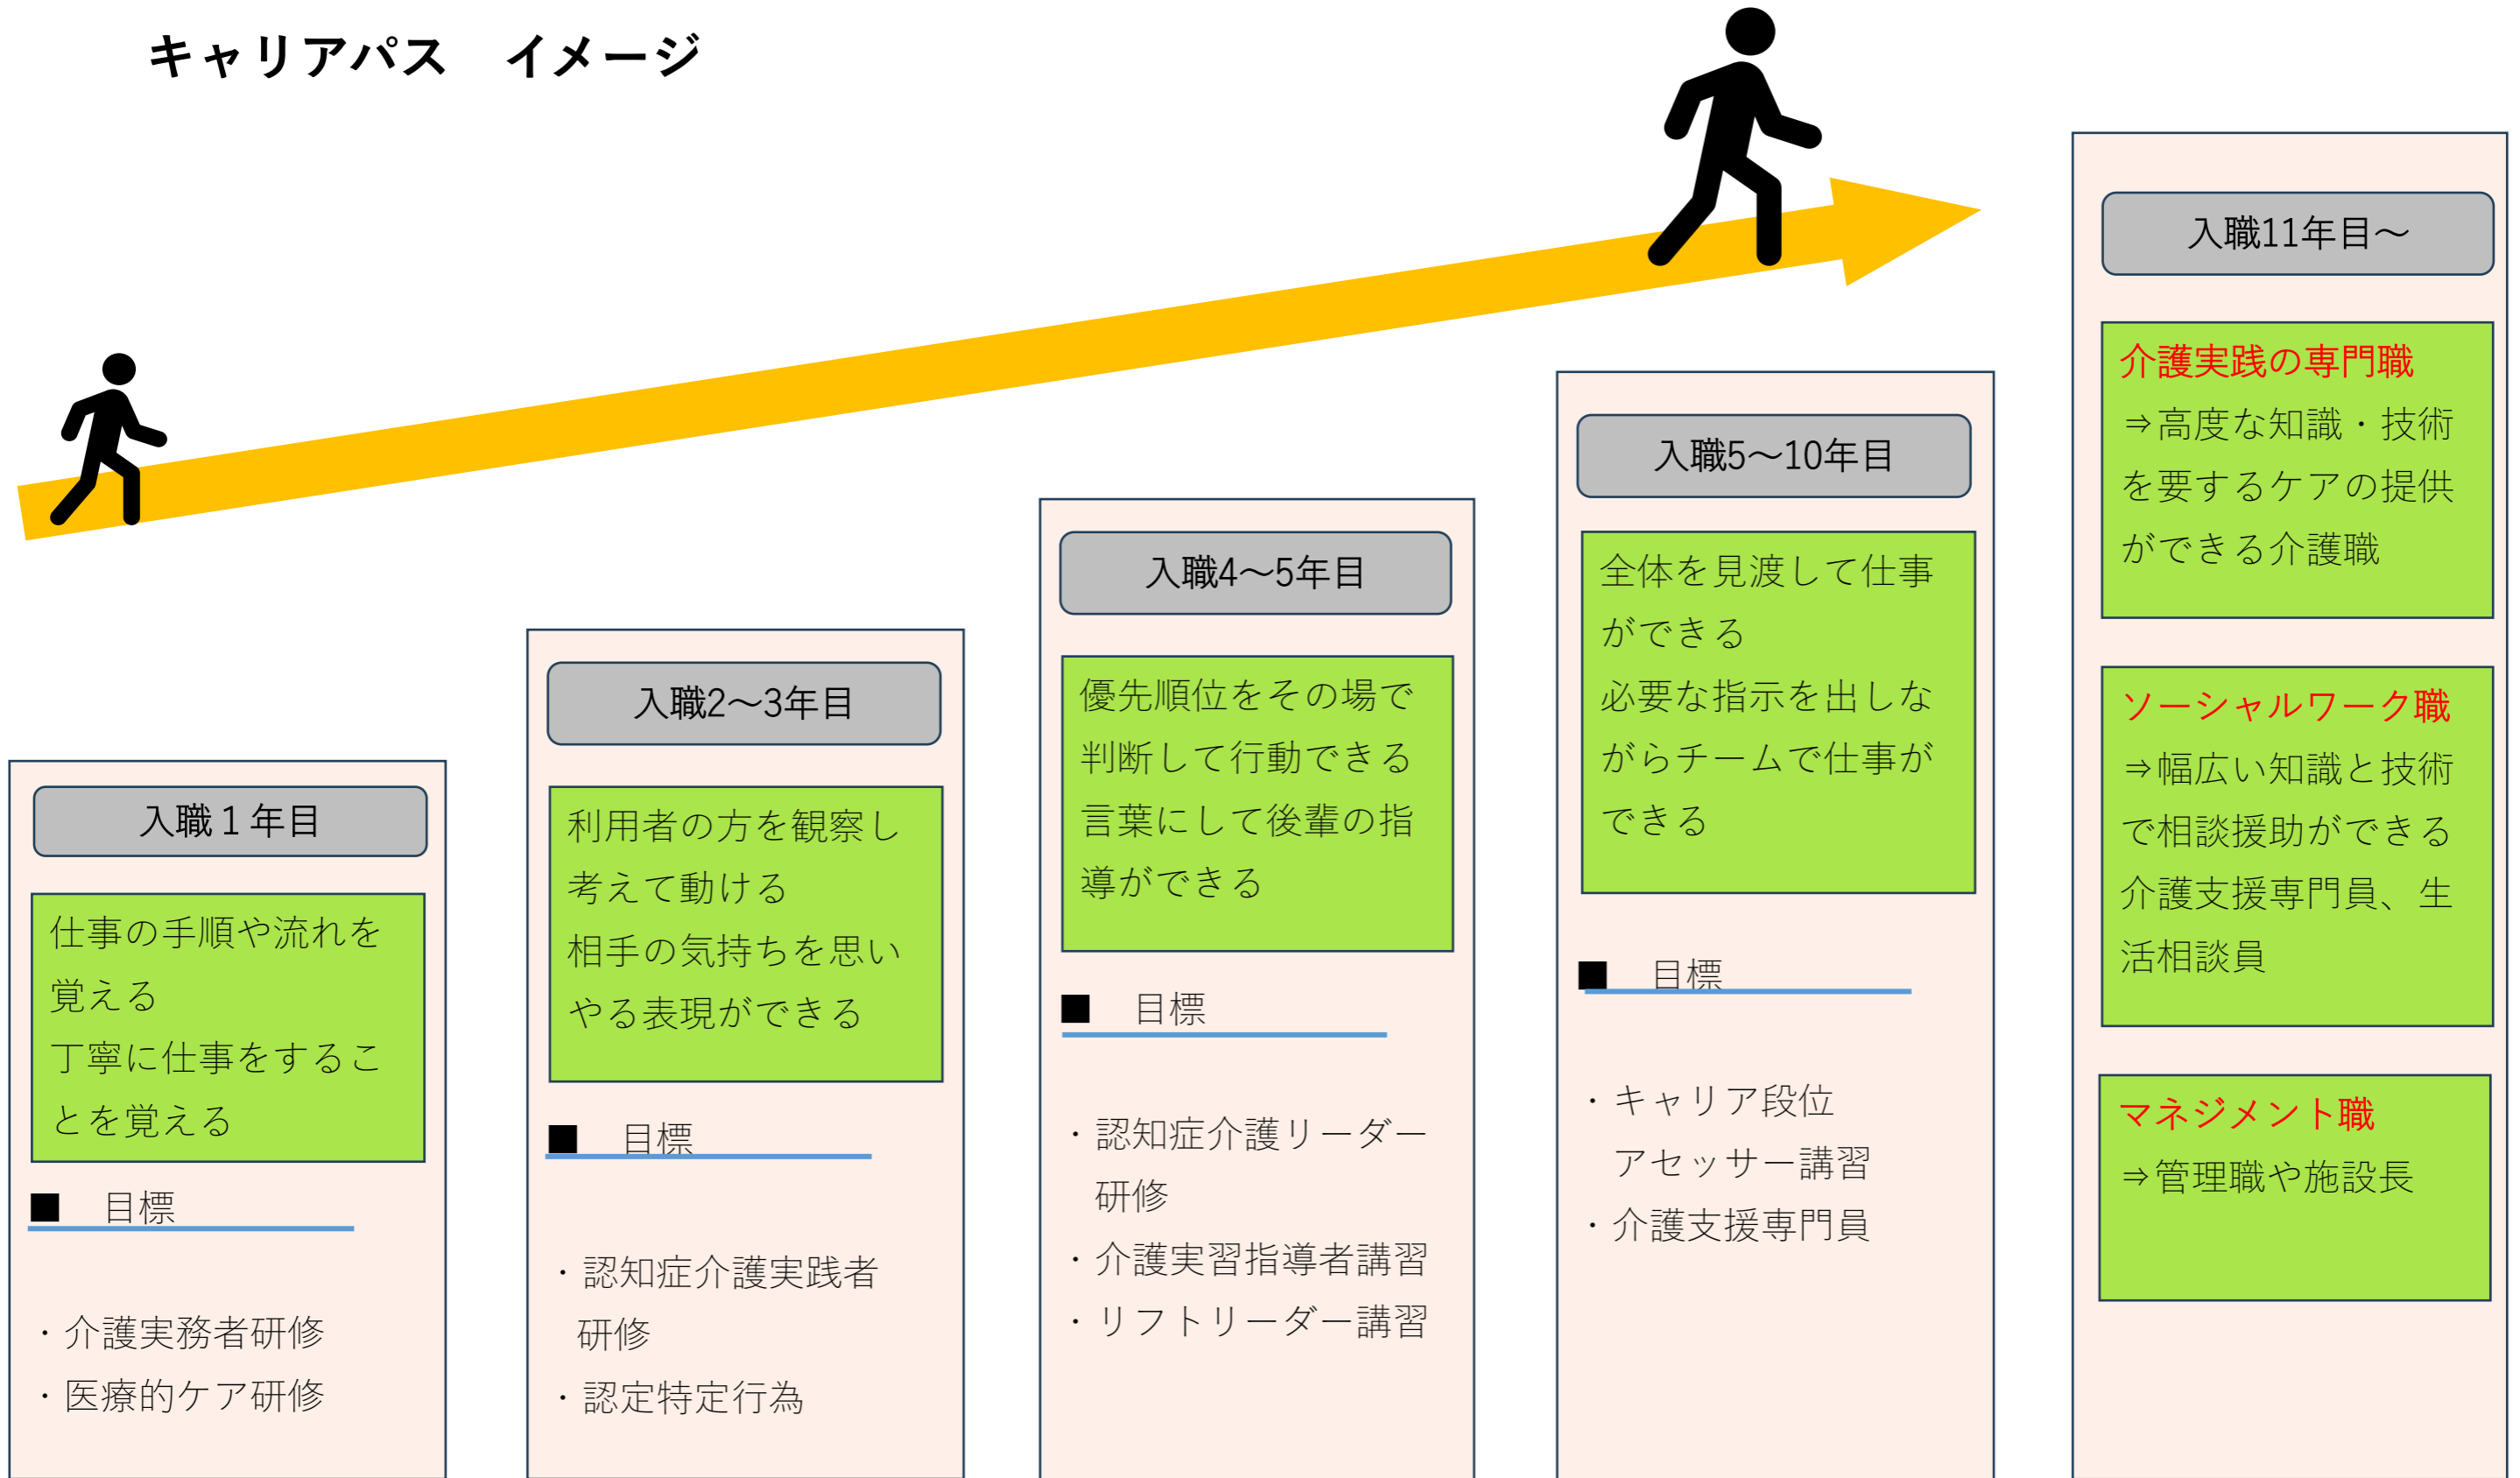 キャリアパス　イメージ
入職１年目
仕事の手順や流れを
覚える
丁寧に仕事をするこ
とを覚える
■　目標
・介護実務者研修
・医療的ケア研修
入職2～3年目
利用者の方を観察し
考えて動ける
相手の気持ちを思い
やる表現ができる
■　目標
・認知症介護実践者
研修
・認定特定行為
入職4～5年目
優先順位をその場で
判断して行動できる
言葉にして後輩の指
導ができる
■　目標
・認知症介護リーダー
研修
・介護実習指導者講習
・リフトリーダー講習
入職5～10年目
全体を見渡して仕事
ができる
必要な指示を出しな
がらチームで仕事が
できる
■　目標
・キャリア段位
アセッサー講習
・介護支援専門員
入職11年目～
介護実践の専門職
⇒高度な知識・技術
を要するケアの提供
ができる介護職
ソーシャルワーク職
⇒幅広い知識と技術
で相談援助ができる
介護支援専門員、生
活相談員
マネジメント職
⇒管理職や施設長